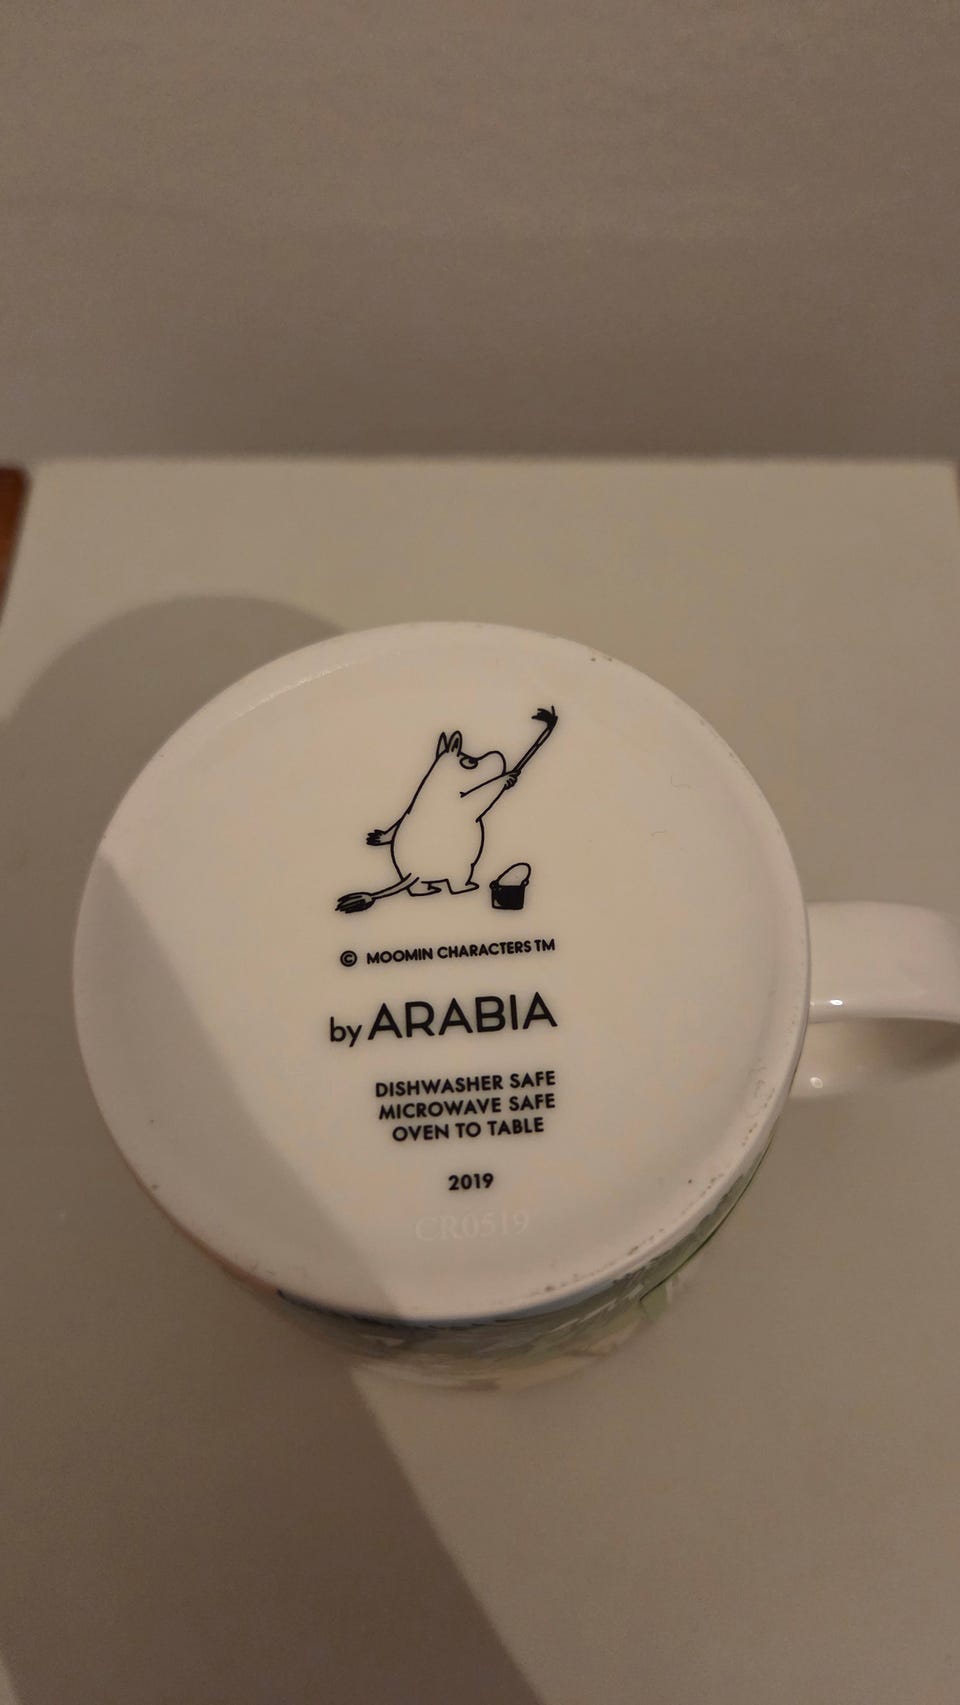 © MOOMIN CHARACTERS TM
by ARABIA
DISHWASHER SAFE
MICROWAVE SAFE
OVEN TO TABLE
2019
CR0519